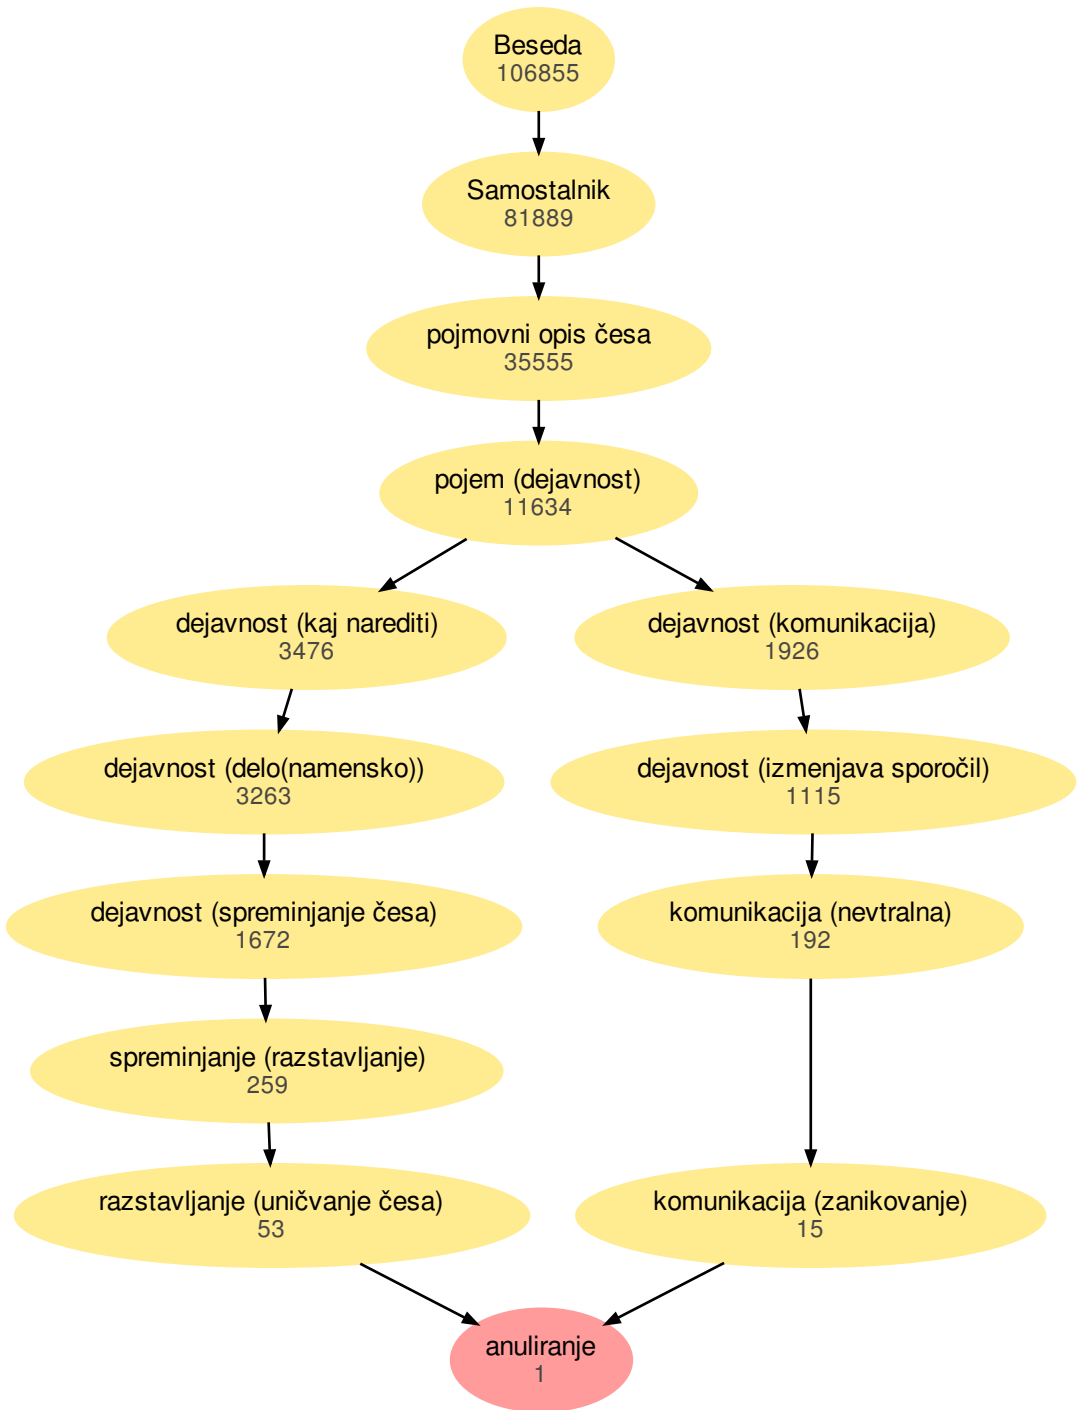 Beseda
106855
Samostalnik
81889
pojmovni opis česa
35555
pojem (dejavnost)
11634
dejavnost (kaj narediti)
3476
dejavnost (komunikacija)
1926
dejavnost (delo(namensko))
3263
dejavnost (izmenjava sporočil)
1115
dejavnost (spreminjanje česa)
1672
komunikacija (nevtralna)
192
spreminjanje (razstavljanje)
259
razstavljanje (uničvanje česa)
53
komunikacija (zanikovanje)
15
anuliranje
1